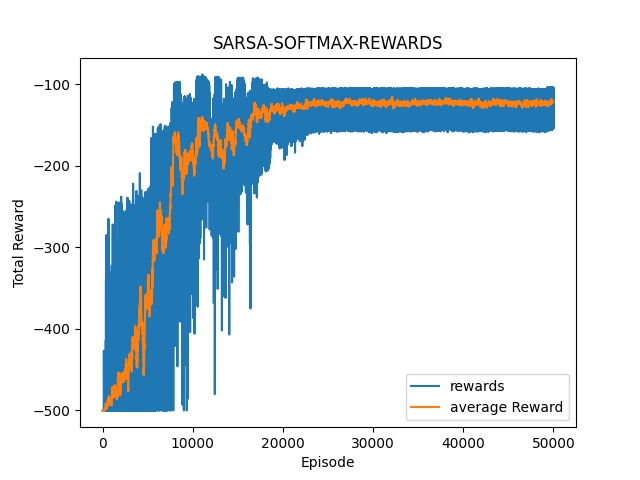 SARSA-SOFTMAX-REWARDS
−100
−200
−300
−400
−500
Total Reward
rewards
average Reward
0
10000
20000
30000
40000
50000
Episode